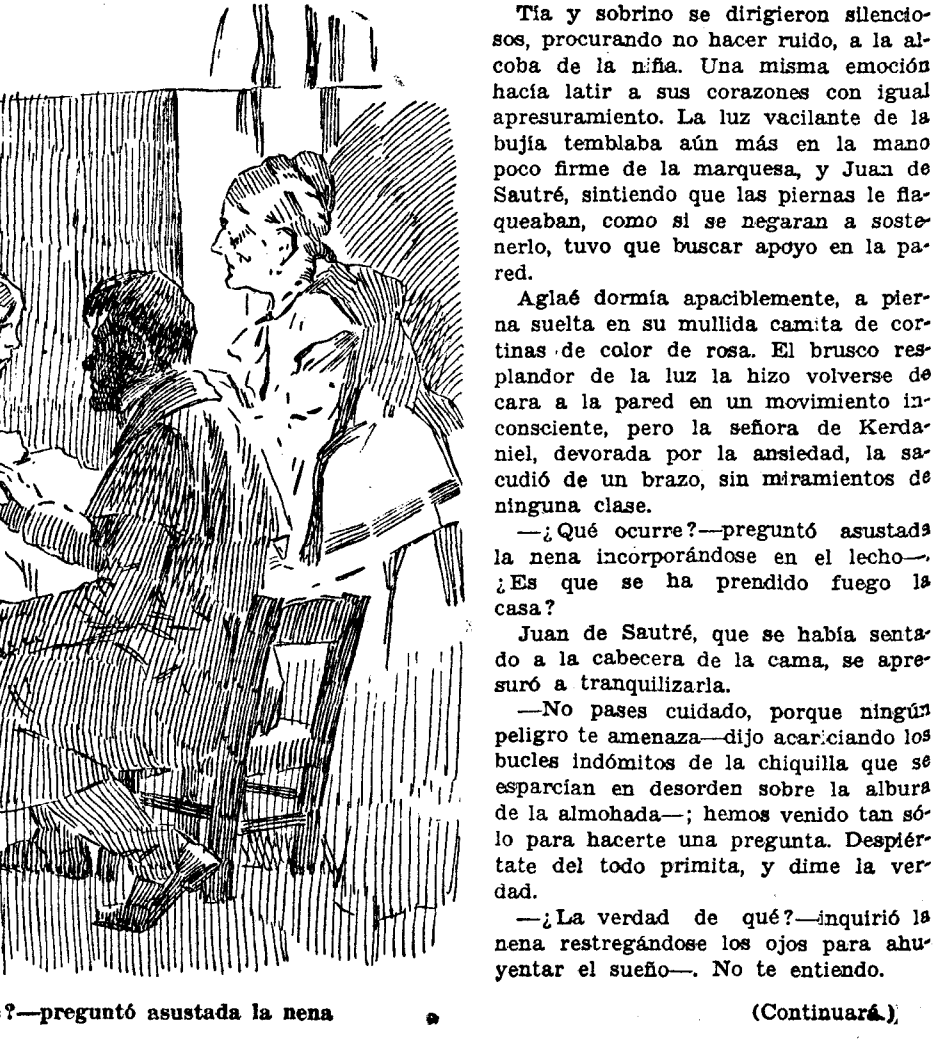 Tía y sobrino se dirigieron silencio-
sos, procurando no hacer ruido, a la al-
coba de la niña. Una misma emoción
hacía latir a sus corazones con igual
apresuramiento. La luz vacilante de la
bujía temblaba aún más en la mano
poco firme de la marquesa, y Juan de
Sautré, sintiendo que las piernas le fla-
queaban, como si se negaran a soste-
nerlo, tuvo que buscar apoyo en la pa-
red.
Aglaé dormía apaciblemente, a pier-
na suelta en su mullida camita de cor-
tinas de color de rosa. El brusco res-
plandor de la luz la hizo volverse de
cara a la pared en un movimiento in-
consciente, pero la señora de Kerda-
niel, devorada por la ansiedad, la sa-
cudió de un brazo, sin miramientos de
ninguna clase.
—¿Qué ocurre?—preguntó asustada
la nena incorporándose en el lecho—.
¿Es que se ha prendido fuego la
casa?
Juan de Sautré, que se había senta-
do a la cabecera de la cama, se apre-
suró a tranquilizarla.
—No pases cuidado, porque ningún
peligro te amenaza—dijo acariciando los
bucles indómitos de la chiquilla que se
esparcían en desorden sobre la albura
de la almohada—; hemos venido tan só-
lo para hacerte una pregunta. Despiér-
tate del todo primita, y dime la ver-
dad.
—¿La verdad de qué?—inquirió la
nena restregándose los ojos para ahu-
yentar el sueño—. No te entiendo.
?—preguntó asustada la nena
(Continuará.)